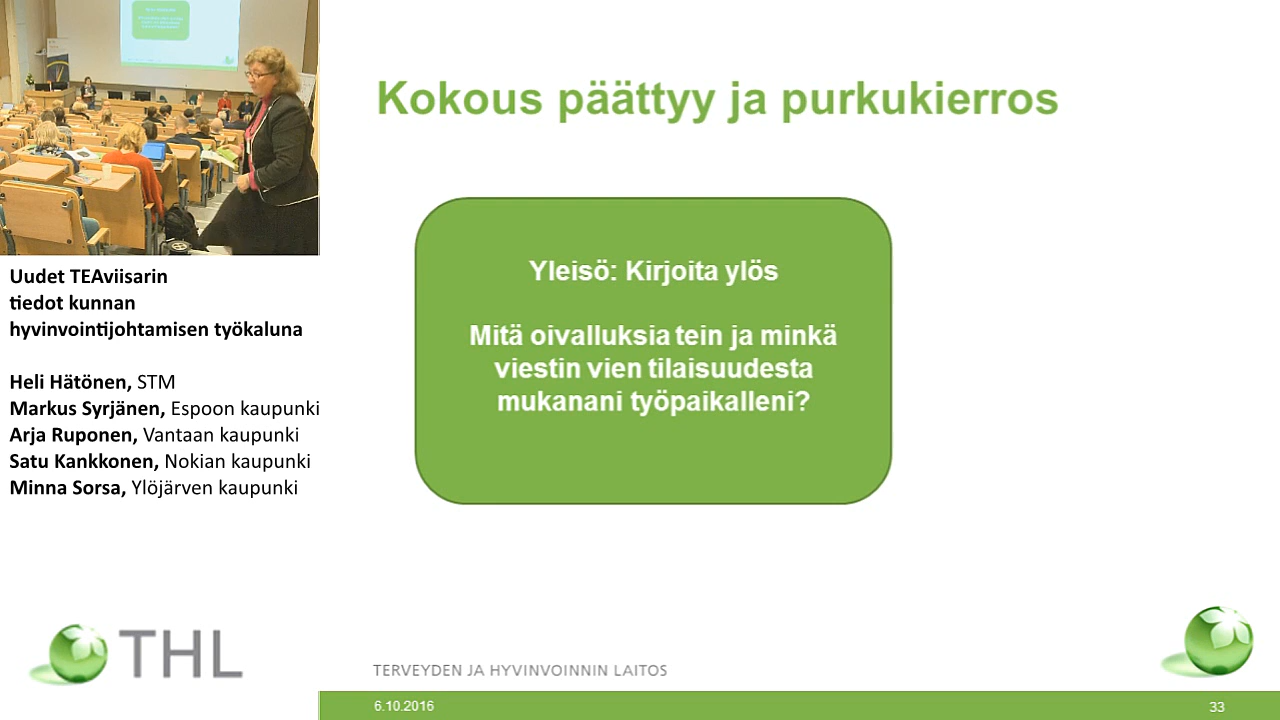 Kokous päättyy ja purkukierros
Yleisö: Kirjoita ylös
Mitä oivalluksia tein ja minkä
viestin vien tilaisuudesta
mukanani työpaikalleni?
Uudet TEAviisarin
tiedot kunnan
hyvinvointijohtamisen työkaluna
Heli Hätönen, STM
Markus Syrjänen, Espoon kaupunki
Arja Ruponen, Vantaan kaupunki
Satu Kankkonen, Nokian kaupunki
Minna Sorsa, Ylöjärven kaupunki
THL
TERVEYDEN JA HYVINVOINNIN LAITOS
6.10.2016
33